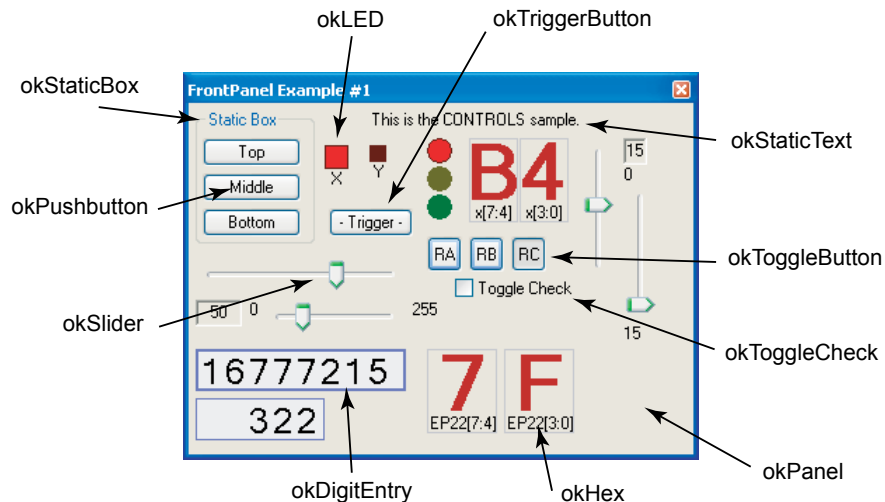 okLED
okTriggerButton
okStaticBox
FrontPanel Example #1
Static Box
This is the CONTROLS sample.
okStaticText
Top
X
Y
B4
x[7:4]
x[3:0]
15
0
Middle
okPushbutton
Bottom
- Trigger -
RA
RB
RC
okToggleButton
Toggle Check
okSlider
50
0
255
15
okToggleCheck
16777215
7
F
322
EP22[7:4]
EP22[3:0]
okPanel
okDigitEntry
okHex